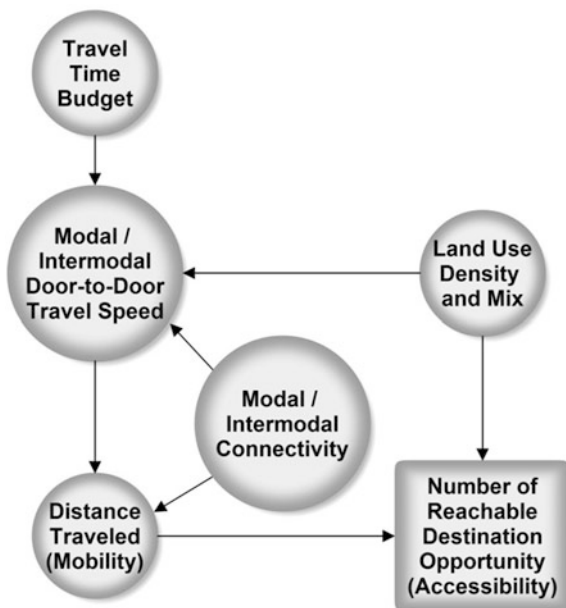 Travel
Time
Budget
Modal /
Intermodal
Door-to-Door
Travel Speed
Land Use
Density
and Mix
Modal /
Intermodal
Connectivity
Distance
Traveled
(Mobility)
Number of
Reachable
Destination
Opportunity
(Accessibility)